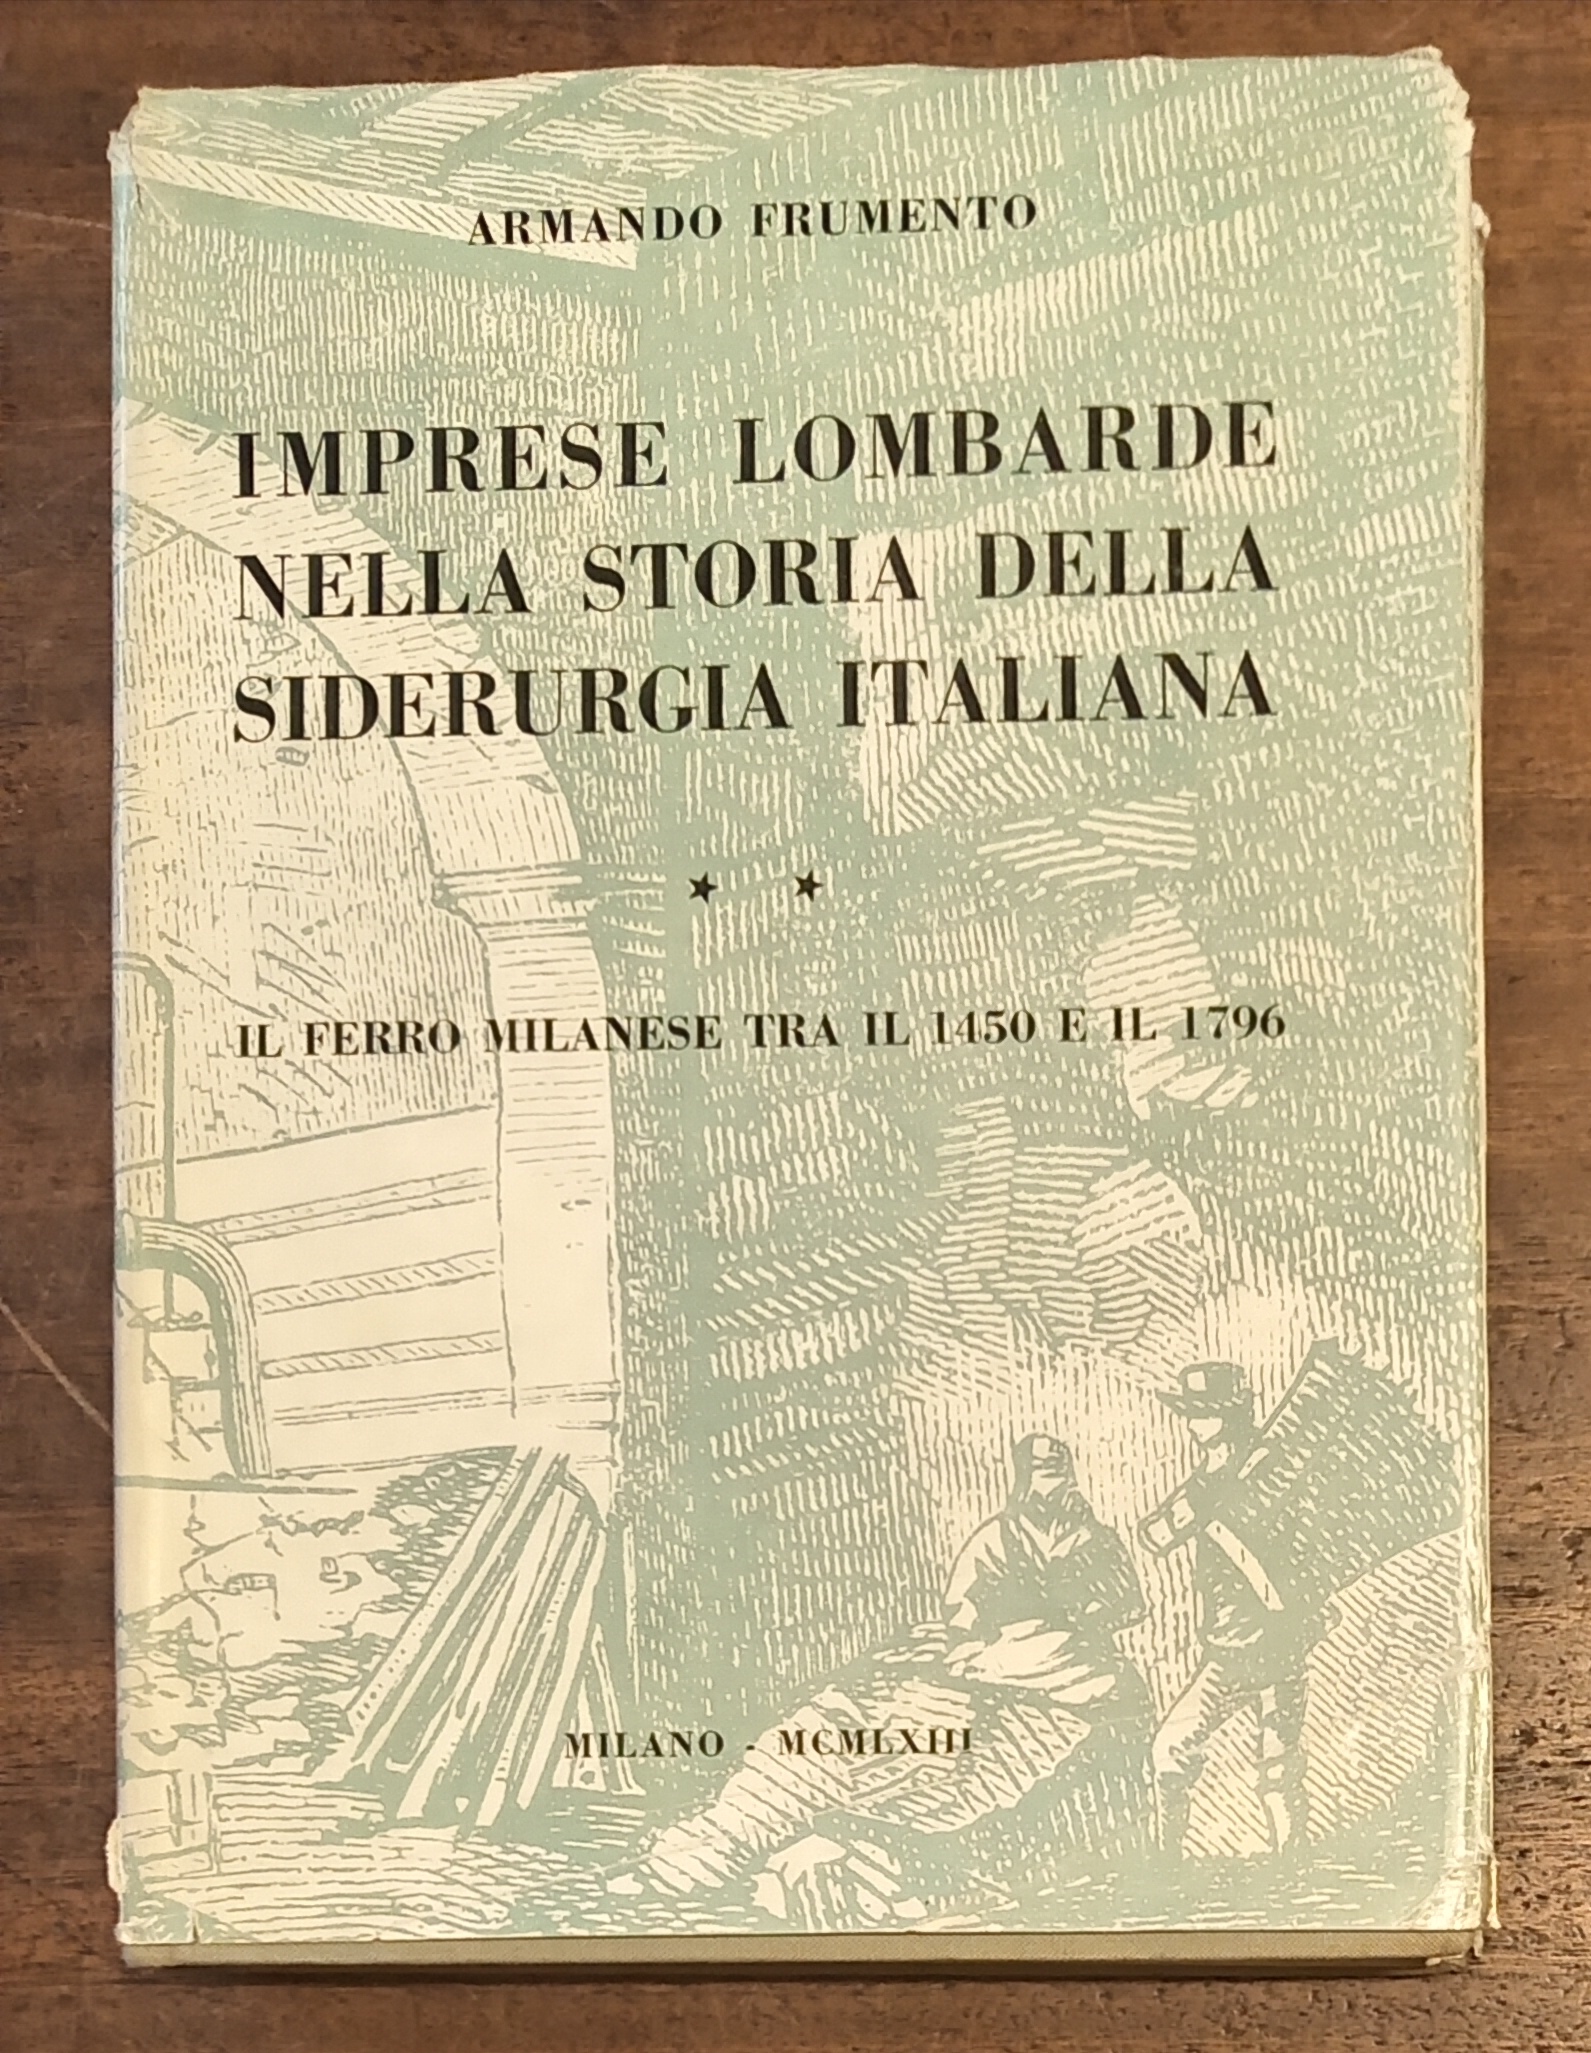 ARMANDO FRUMENTO
IMPRESE LOMBARDE
NELLA STORIA DELLA
SIDERURGIA ITALIANA
★ ★
IL FERRO MILANESE TRA IL 1450 E IL 1796
MILANO - MCMLXIII